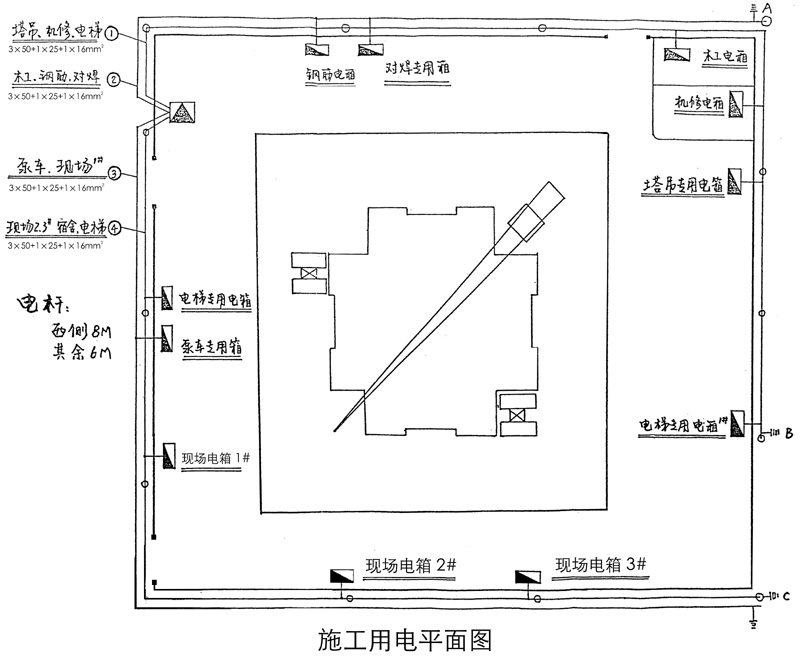 塔吊、机修、电梯 ①
3×50+1×25+1×16mm²
木工、钢筋、对焊 ②
3×50+1×25+1×16mm²
泵车、现场1# ③
3×50+1×25+1×16mm²
现场2.3#宿舍、电梯 ④
3×50+1×25+1×16mm²
电杆:
西侧8M
其余6M
钢筋电箱
对焊专用箱
木工电箱
机修电箱
塔吊专用电箱
电梯专用电箱
泵车专用箱
现场电箱 1#
电梯专用电箱1#
现场电箱 2#
现场电箱 3#
A
B
C
施工用电平面图